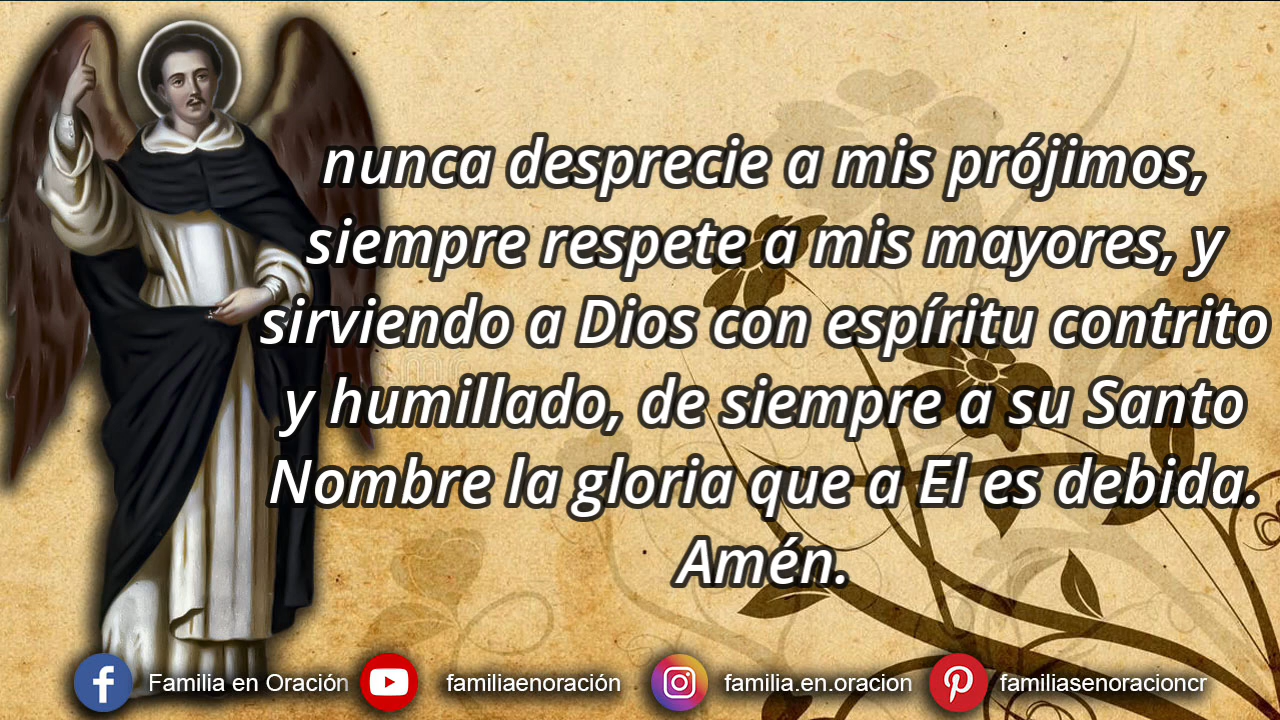 nunca desprecie a mis prójimos,
siempre respete a mis mayores, y
sirviendo a Dios con espíritu contrito
y humillado, de siempre a su Santo
Nombre la gloria que a El es debida.
Amén.
Familia en Oración
familiaenoración
familia.en.oracion
familiasenoracioncr